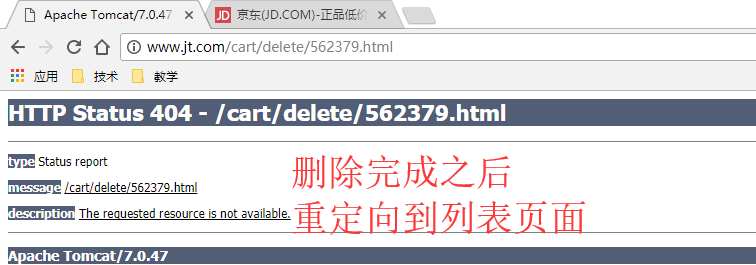 Apache Tomcat/7.0.47
京东(JD.COM)-正品低价
www.jt.com/cart/delete/562379.html
应用 技术 教学
HTTP Status 404 - /cart/delete/562379.html
type Status report
message /cart/delete/562379.html
description The requested resource is not available.
删除完成之后
重定向到列表页面
Apache Tomcat/7.0.47